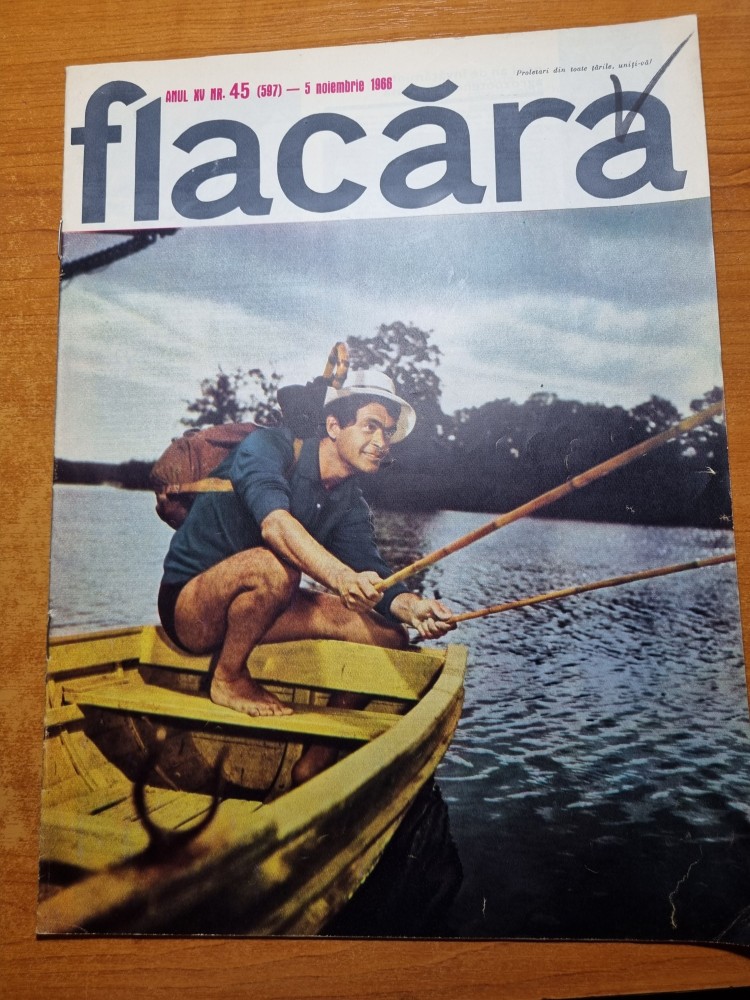 Proletari din toate țările, uniți-vă!
ANUL XV NR. 45 (597) — 5 noiembrie 1966
flacăra